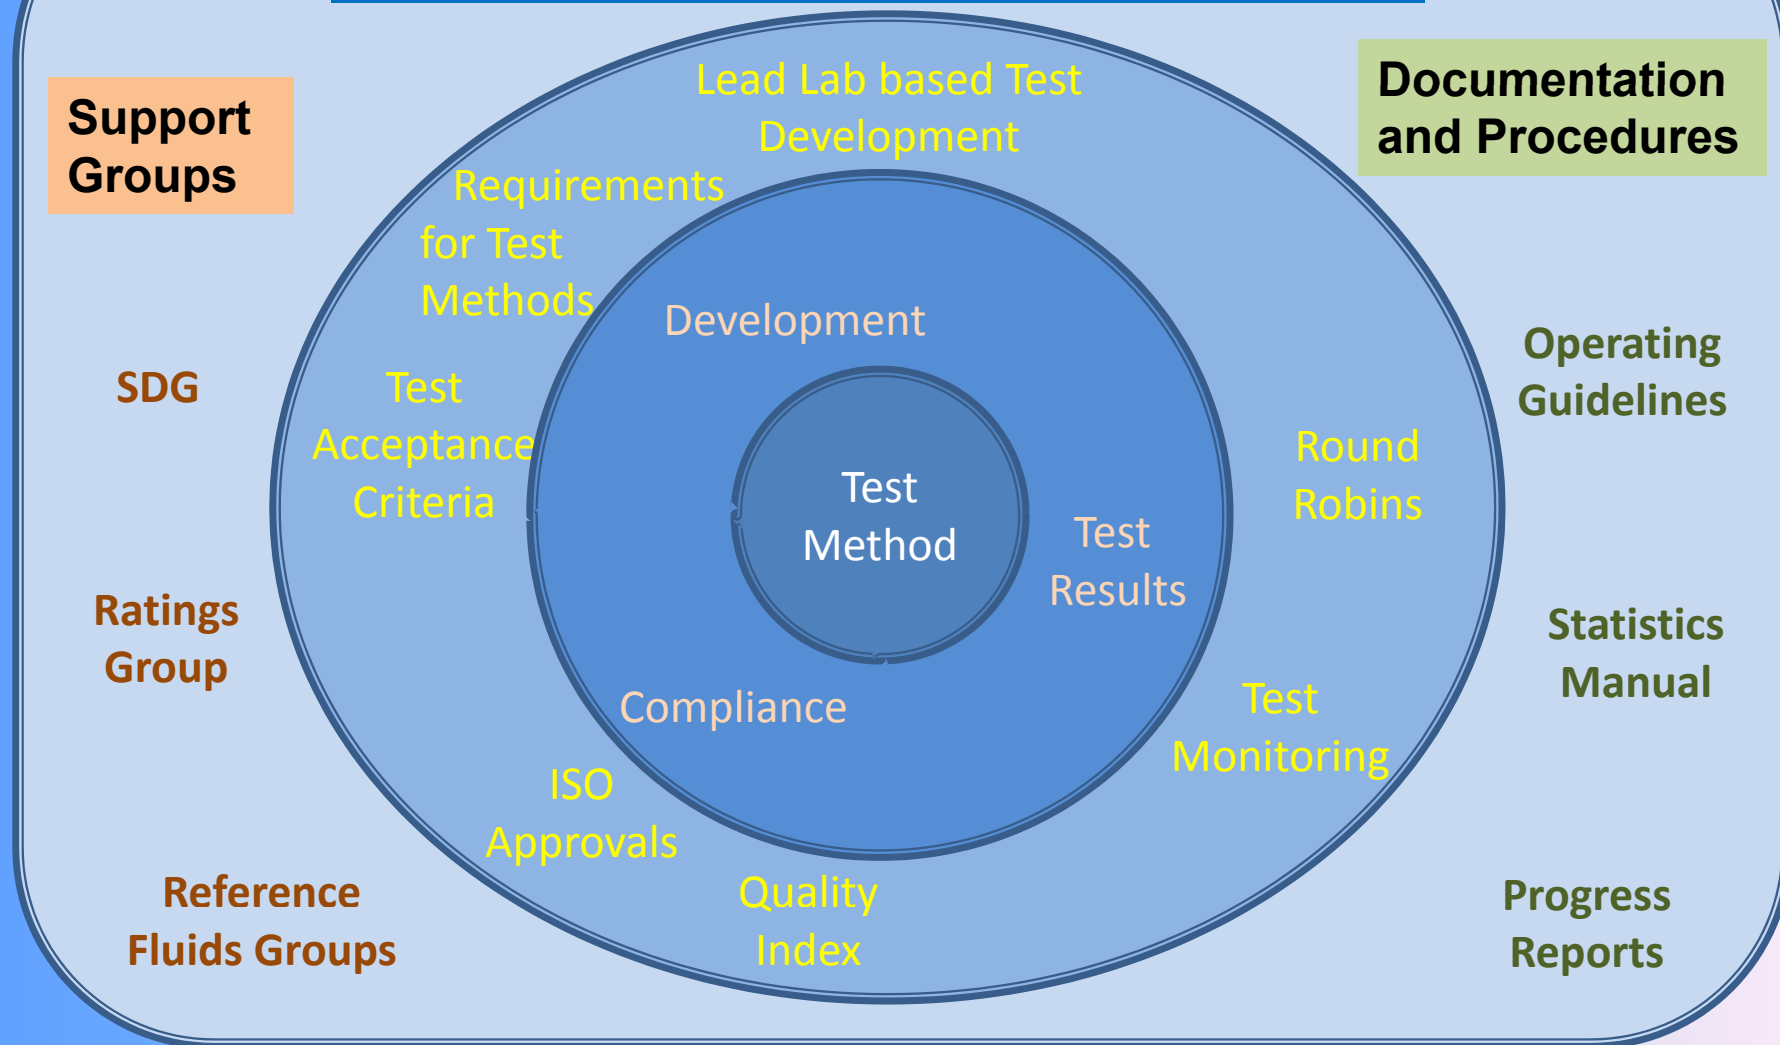 Support
Groups
SDG
Ratings
Group
Reference
Fluids Groups
Lead Lab based Test
Development
Requirements
for Test
Methods
Test
Acceptance
Criteria
Development
Test
Method
Test
Results
Compliance
ISO
Approvals
Quality
Index
Round
Robins
Test
Monitoring
Documentation
and Procedures
Operating
Guidelines
Statistics
Manual
Progress
Reports